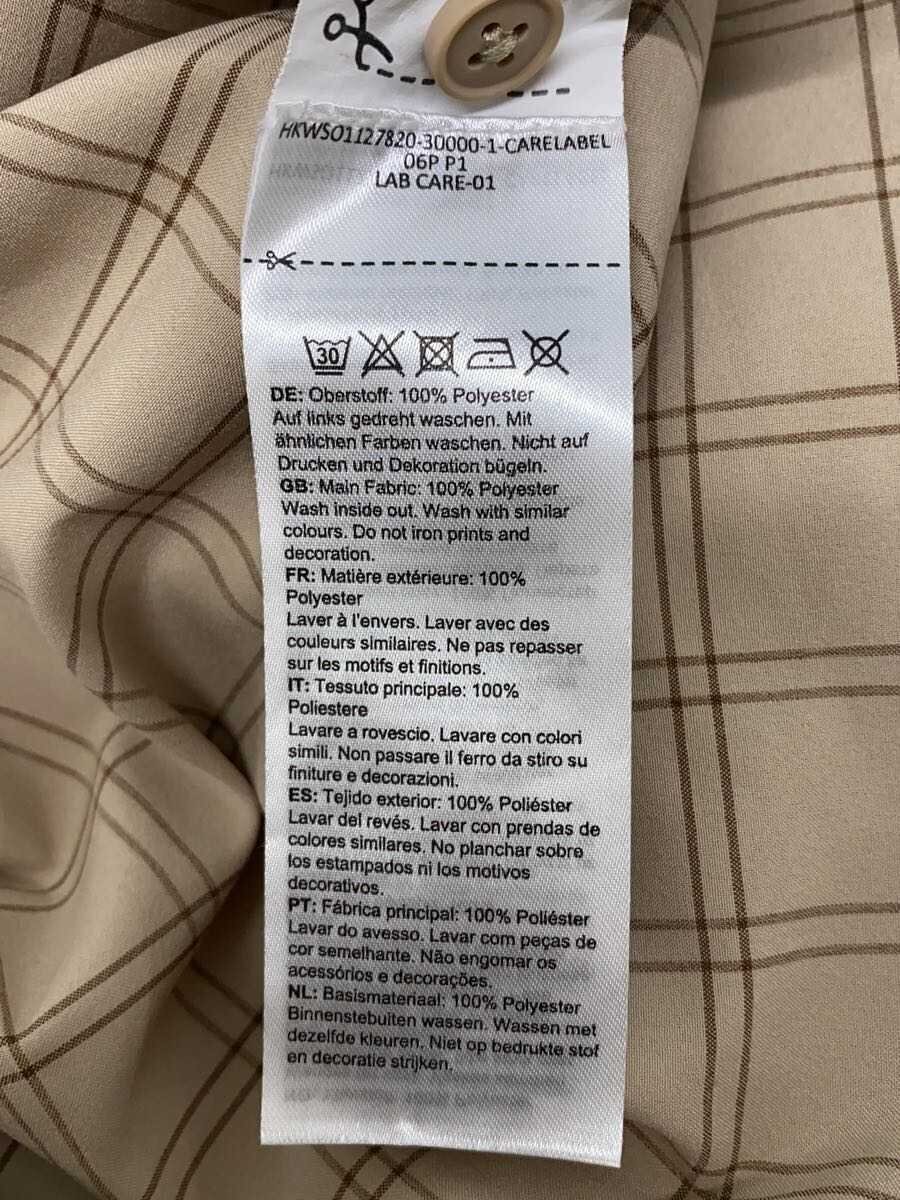 HKWSO1127820-30000-1-CARELABEL
06P P1
LAB CARE-01
30
DE: Oberstoff: 100% Polyester
Auf links gedreht waschen. Mit
ähnlichen Farben waschen. Nicht auf
Drucken und Dekoration bügeln.
GB: Main Fabric: 100% Polyester
Wash inside out. Wash with similar
colours. Do not iron prints and
decoration.
FR: Matière extérieure: 100%
Polyester
Laver à l'envers. Laver avec des
couleurs similaires. Ne pas repasser
sur les motifs et finitions.
IT: Tessuto principale: 100%
Poliestere
Lavare a rovescio. Lavare con colori
simili. Non passare il ferro da stiro su
finiture e decorazioni.
ES: Tejido exterior: 100% Poliéster
Lavar del revés. Lavar con prendas de
colores similares. No planchar sobre
los estampados ni los motivos
decorativos.
PT: Fábrica principal: 100% Poliéster
Lavar do avesso. Lavar com peças de
cor semelhante. Não engomar os
acessórios e decorações.
NL: Basismateriaal: 100% Polyester
Binnenstebuiten wassen. Wassen met
dezelfde kleuren. Niet op bedrukte stof
en decoratie strijken.